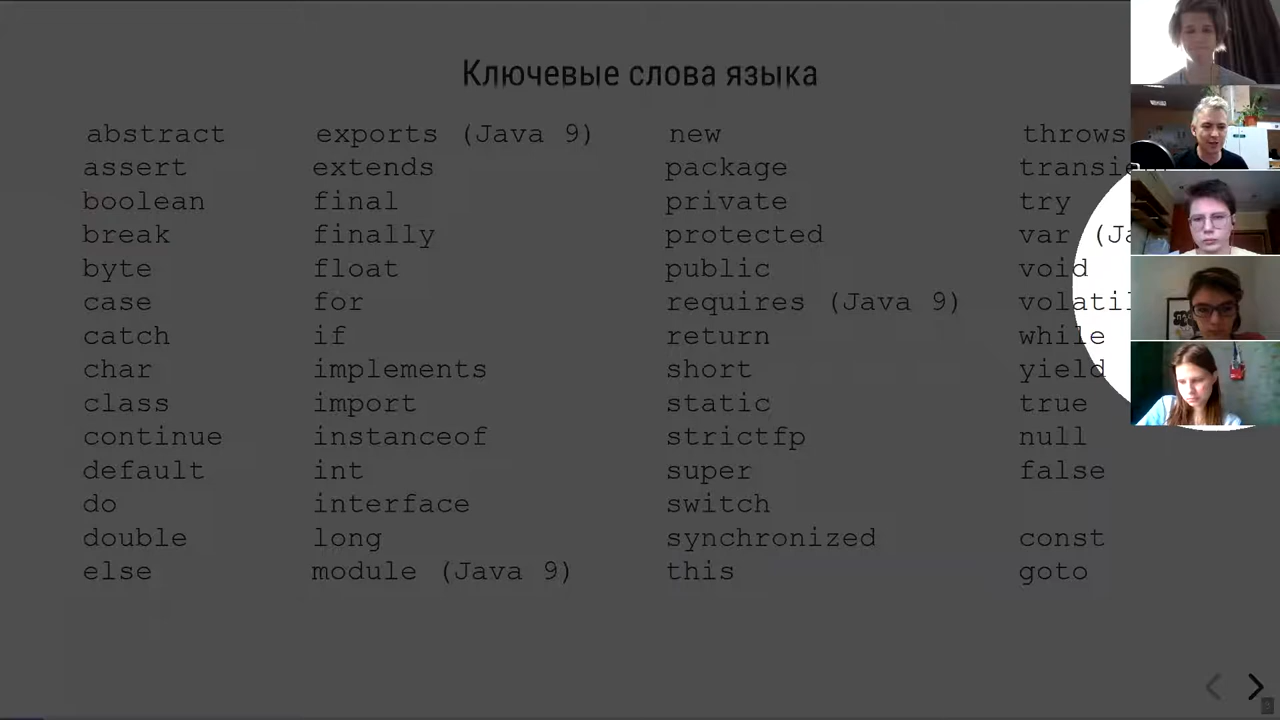 Ключевые слова языка
abstract exports (Java 9) new throws
assert extends package
boolean final private try
break finally protected var
byte float public void
case for requires (Java 9)
catch if return while
char implements short yield
class import static true
continue instanceof strictfp null
default int super false
do interface switch
double long synchronized const
else module (Java 9) this goto